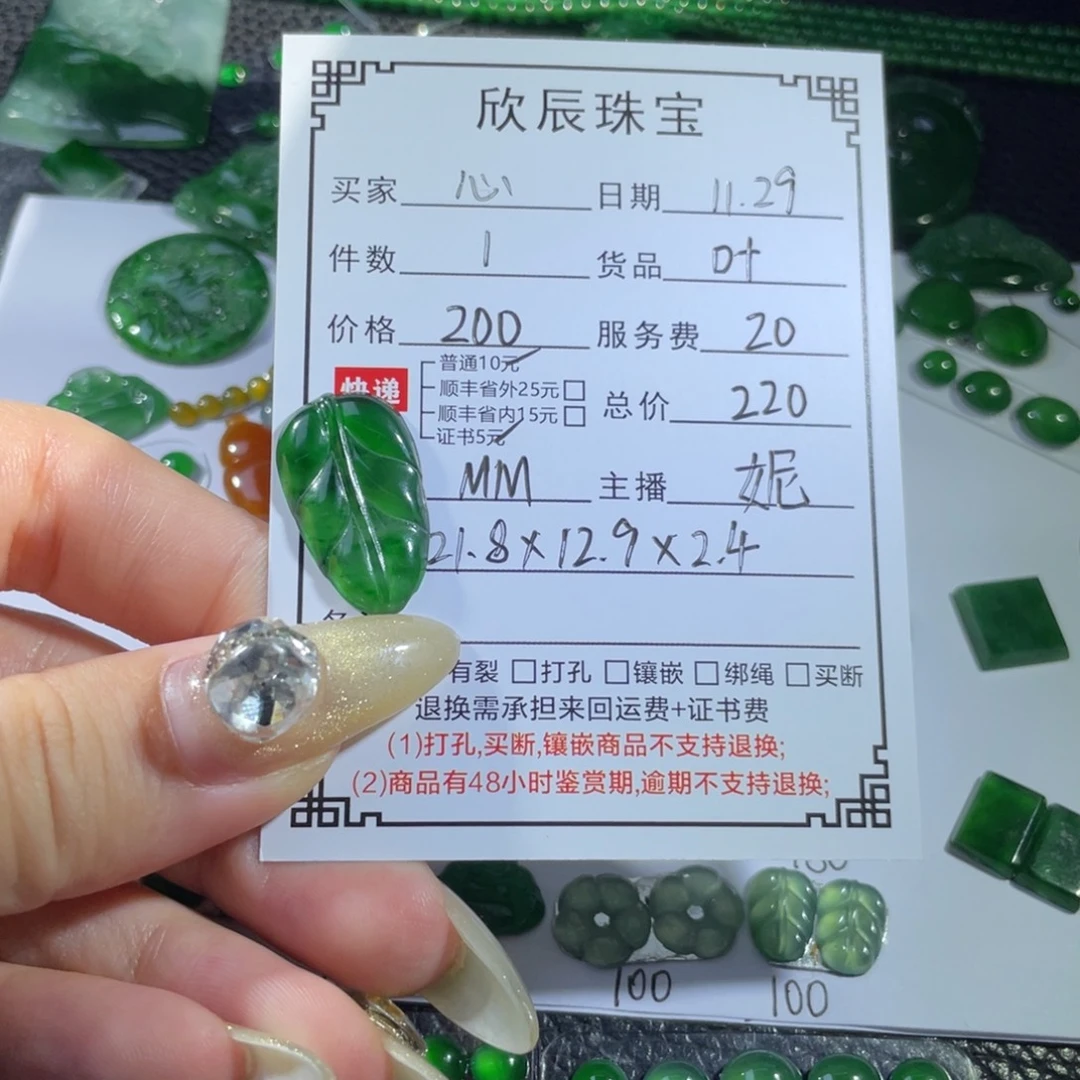 欣辰珠宝
买家 心 日期 11.29
件数 1 货品 叶
价格 200 服务费 20
快递 普通10元
顺丰省外25元
顺丰省内15元
证书5元
总价 220
MM 主播 妮
21.8×12.9×2.4
有裂 打孔 镶嵌 绑绳 买断
退换需承担来回运费+证书费
(1)打孔,买断,镶嵌商品不支持退换;
(2)商品有48小时鉴赏期,逾期不支持退换;
100
100